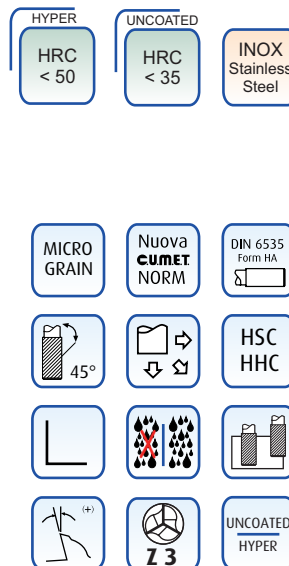 HYPER
HRC
< 50
UNCOATED
HRC
< 35
INOX
Stainless
Steel
MICRO
GRAIN
Nuova
C.U.M.E.T.
NORM
DIN 6535
Form HA
45°
HSC
HHC
(+)
Z 3
UNCOATED
HYPER